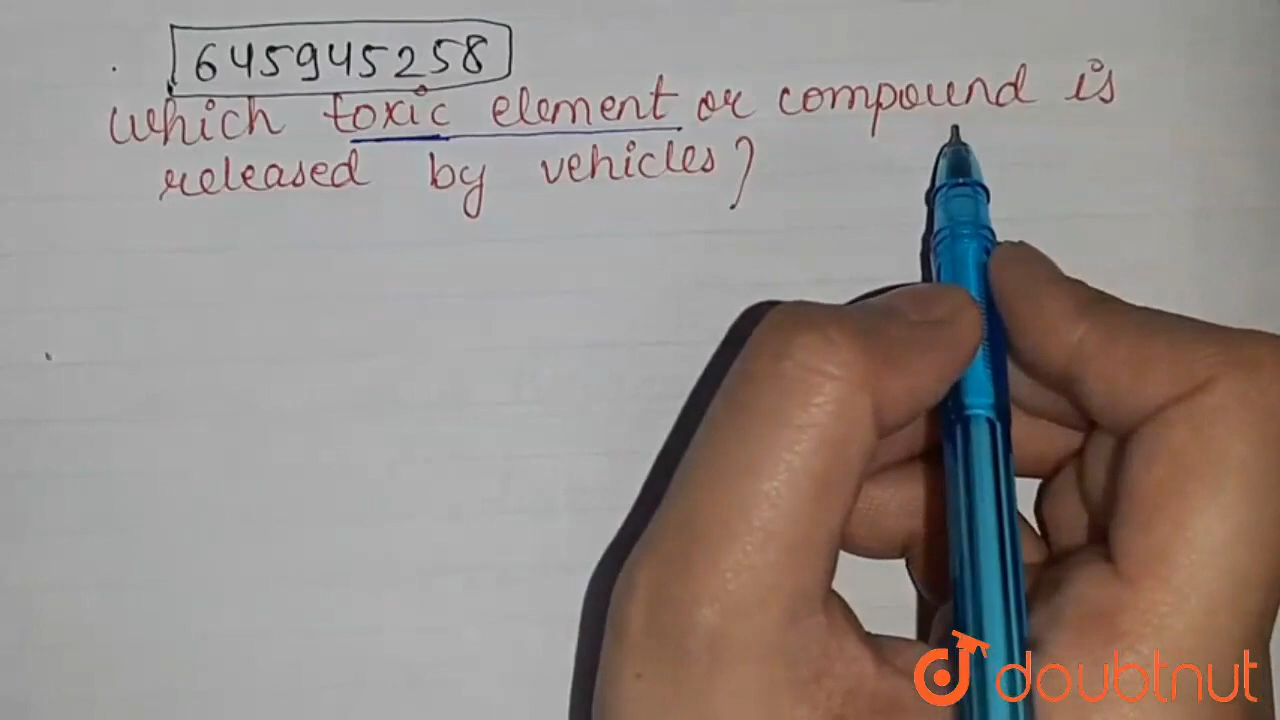 645945258
which toxic element or compound is
released by vehicles?
doubtnut